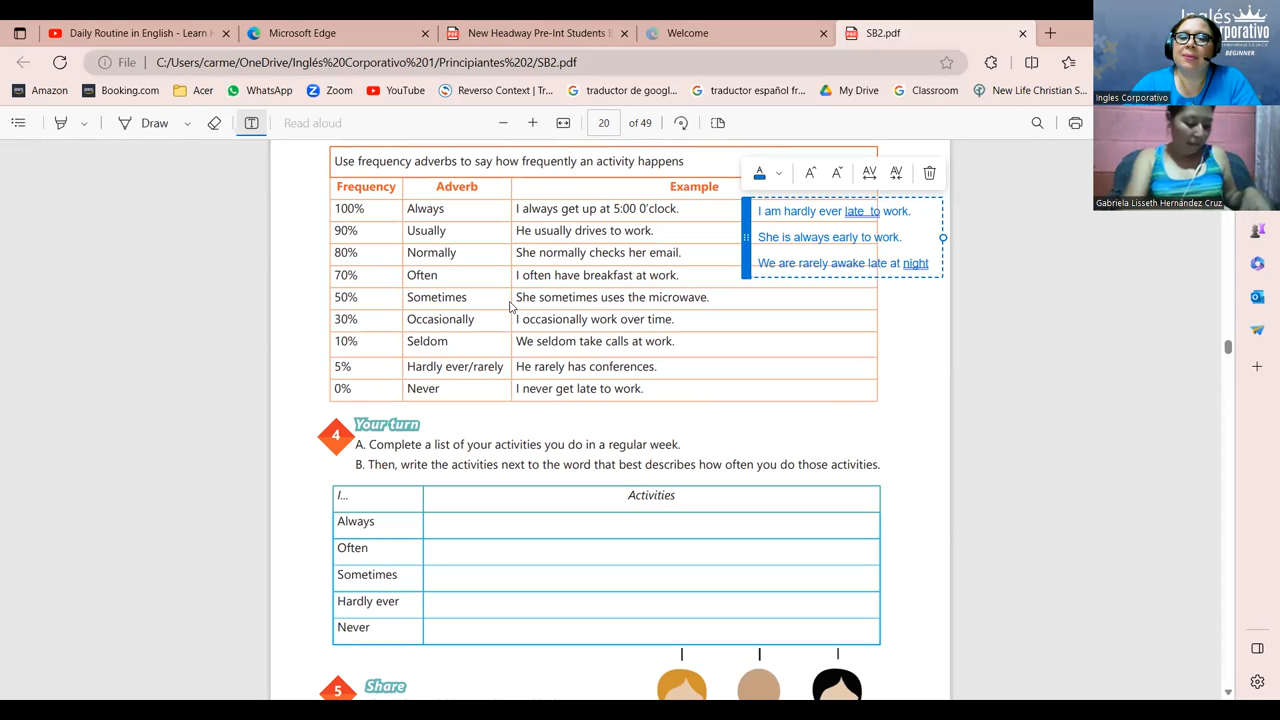 Daily Routine in English - Learn
Microsoft Edge
New Headway Pre-Int Students
Welcome
SB2.pdf
File
C:/Users/carme/OneDrive/Inglés%20Corporativo%201/Principiantes%20A/SB2.pdf
Amazon
Booking.com
Acer
WhatsApp
Zoom
YouTube
Reverso Context | Tr...
traductor de googl...
traductor español fr...
My Drive
Classroom
New Life Christian S...
Draw
Read aloud
20
of 49
Inglés
Corporativo
BEGINNER
Ingles Corporativo
Gabriela Lisseth Hernández Cruz
Use frequency adverbs to say how frequently an activity happens
Frequency Adverb Example
100% Always I always get up at 5:00 0'clock.
90% Usually He usually drives to work.
80% Normally She normally checks her email.
70% Often I often have breakfast at work.
50% Sometimes She sometimes uses the microwave.
30% Occasionally I occasionally work over time.
10% Seldom We seldom take calls at work.
5% Hardly ever/rarely He rarely has conferences.
0% Never I never get late to work.
I am hardly ever late to work.
She is always early to work.
We are rarely awake late at night
4 Your turn
A. Complete a list of your activities you do in a regular week.
B. Then, write the activities next to the word that best describes how often you do those activities.
I... Activities
Always
Often
Sometimes
Hardly ever
Never
5 Share